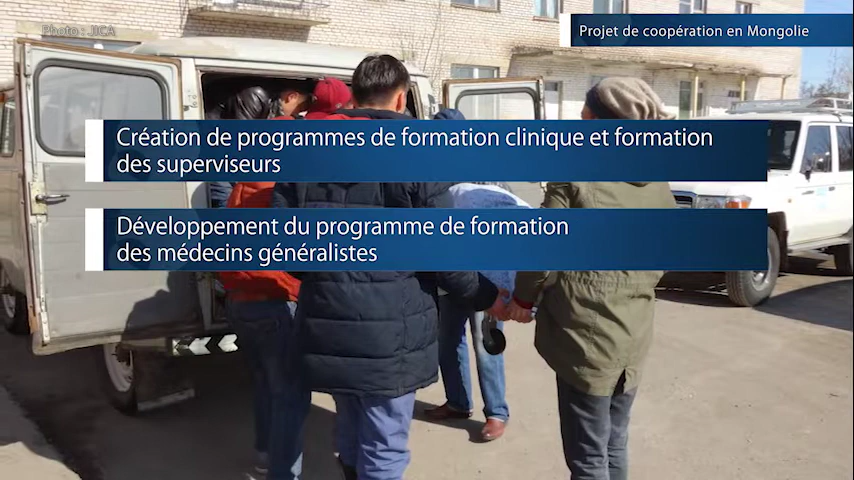 Photo : JICA
Projet de coopération en Mongolie
Création de programmes de formation clinique et formation
des superviseurs
Développement du programme de formation
des médecins généralistes